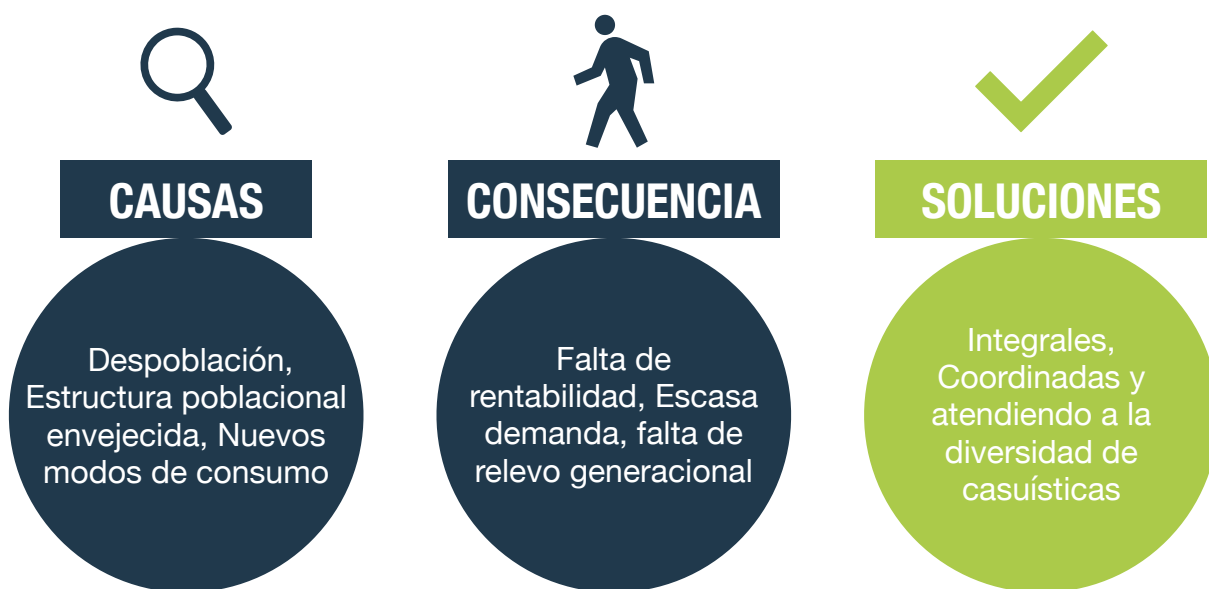 CAUSAS
Despoblación,
Estructura poblacional
envejecida, Nuevos
modos de consumo
CONSECUENCIA
Falta de
rentabilidad, Escasa
demanda, falta de
relevo generacional
SOLUCIONES
Integrales,
Coordinadas y
atendiendo a la
diversidad de
casuísticas